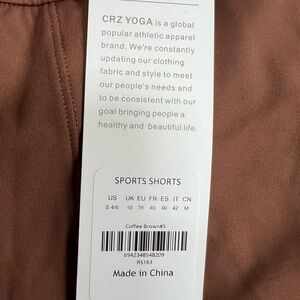 CRZ YOGA is a global
popular athletic apparel
brand. We're constantly
updating our clothing
fabric and style to meet
our people's needs and
to be consistent with our
goal bringing people a
healthy and beautiful life.
SPORTS SHORTS
US UK EU FR ES IT CN
S 4/6 10 38 40 40 42 M
Coffee Brown#S
6942348548209
RS163
Made in China